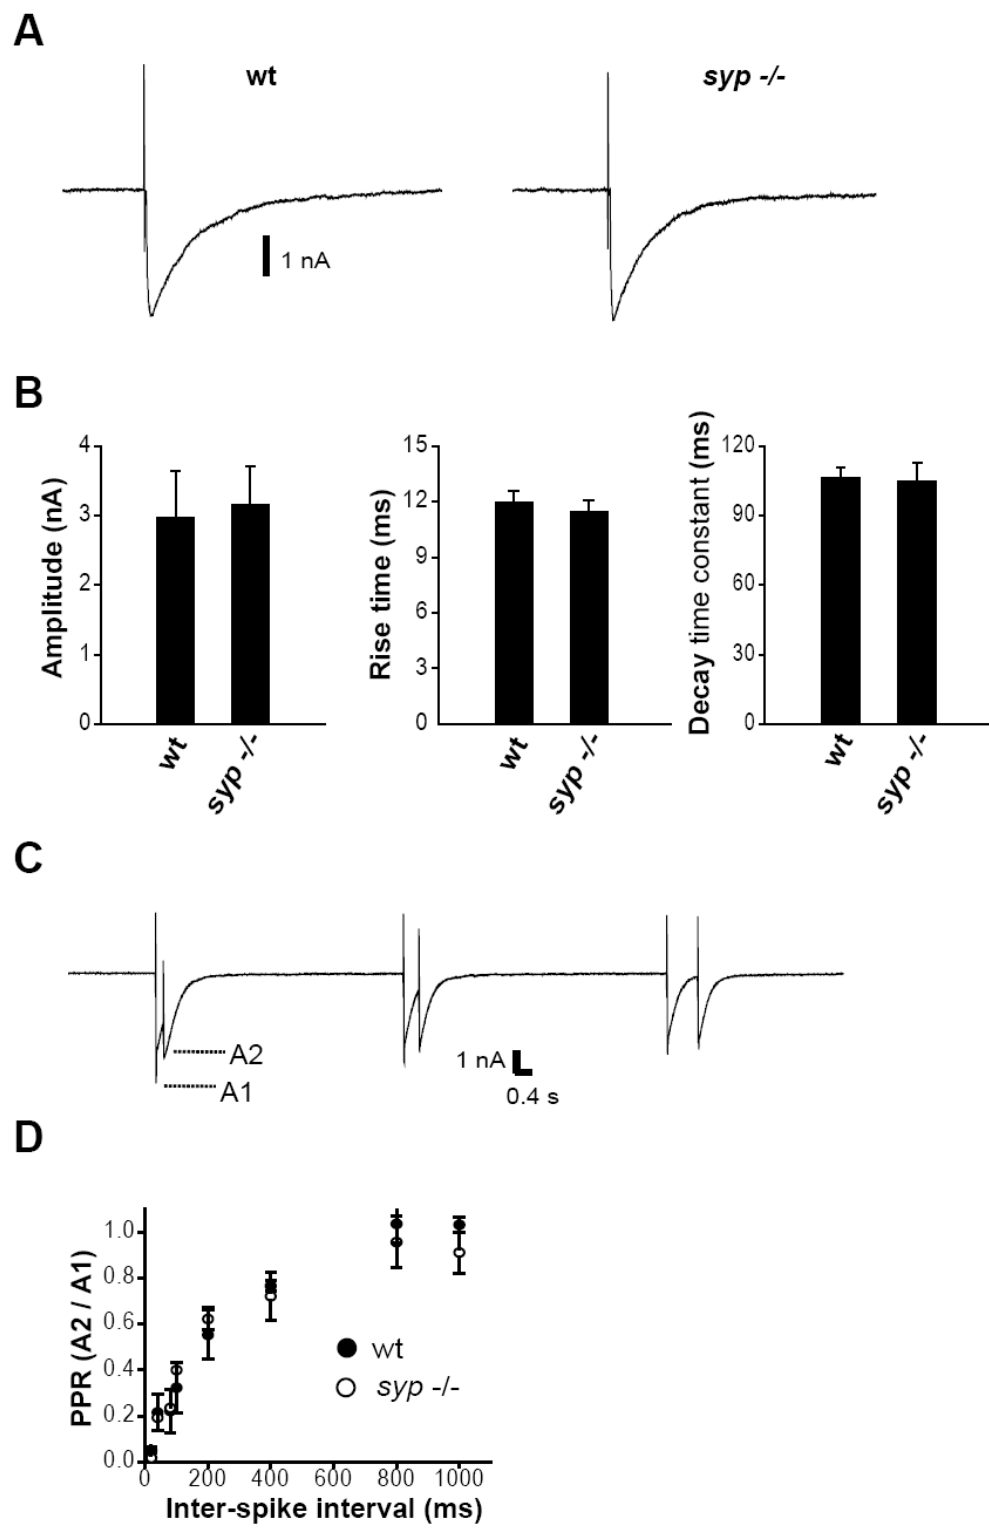 A
wt
syp -/-
1 nA
B
Amplitude (nA)
4
3
2
1
0
wt
syp -/-
Rise time (ms)
15
12
9
6
3
0
wt
syp -/-
Decay time constant (ms)
120
90
60
30
0
wt
syp -/-
C
A2
A1
1 nA
0.4 s
D
PPR (A2 / A1)
1.0
0.8
0.6
0.4
0.2
0.0
wt
syp -/-
0 200 400 600 800 1000
Inter-spike interval (ms)